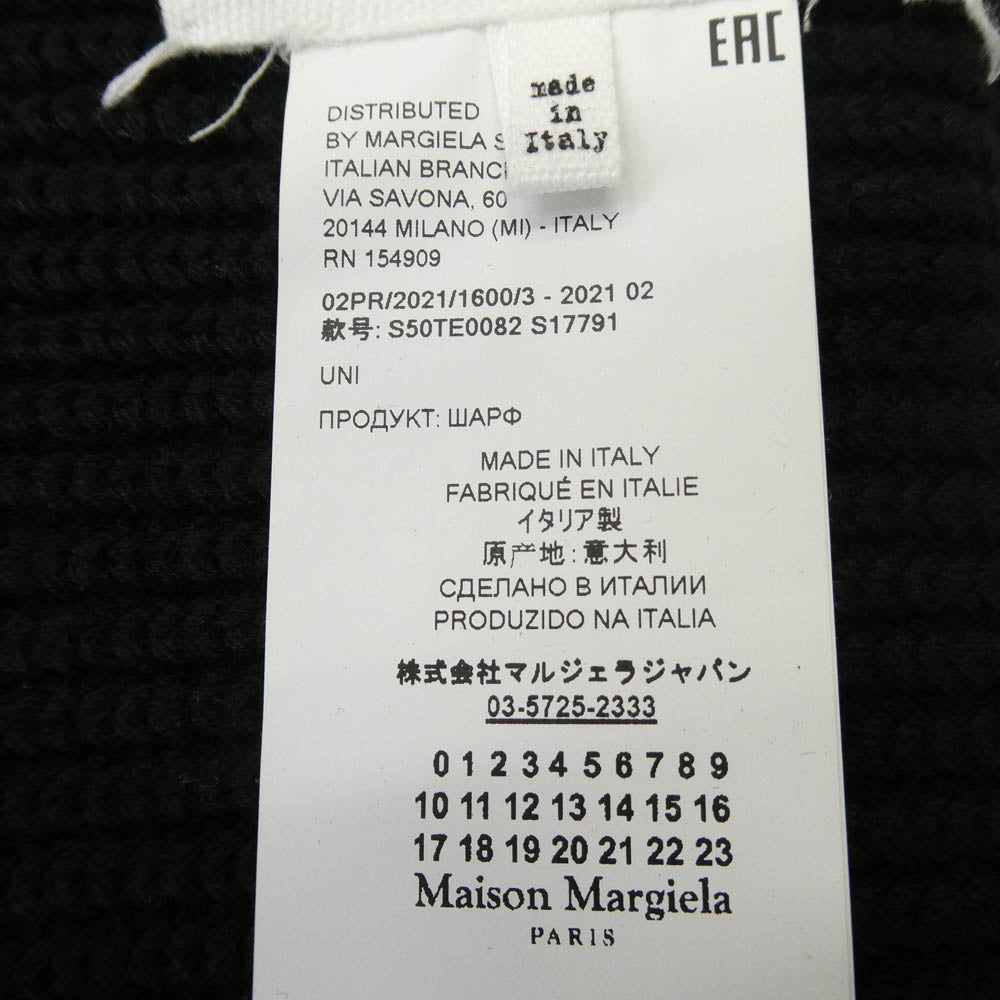 EAC
made
in
Italy
DISTRIBUTED
BY MARGIELA
ITALIAN
VIA SAVONA, 60
20144 MILANO (MI) - ITALY
RN 154909
02PR/2021/1600/3 - 2021 02
款号: S50TE0082 S17791
UNI
ПРОДУКТ: ШАРФ
MADE IN ITALY
FABRIQUÉ EN ITALIE
イタリア製
原产地: 意大利
СДЕЛАНО В ИТАЛИИ
PRODUZIDO NA ITALIA
株式会社マルジェラジャパン
03-5725-2333
0 1 2 3 4 5 6 7 8 9
10 11 12 13 14 15 16
17 18 19 20 21 22 23
Maison Margiela
PARIS